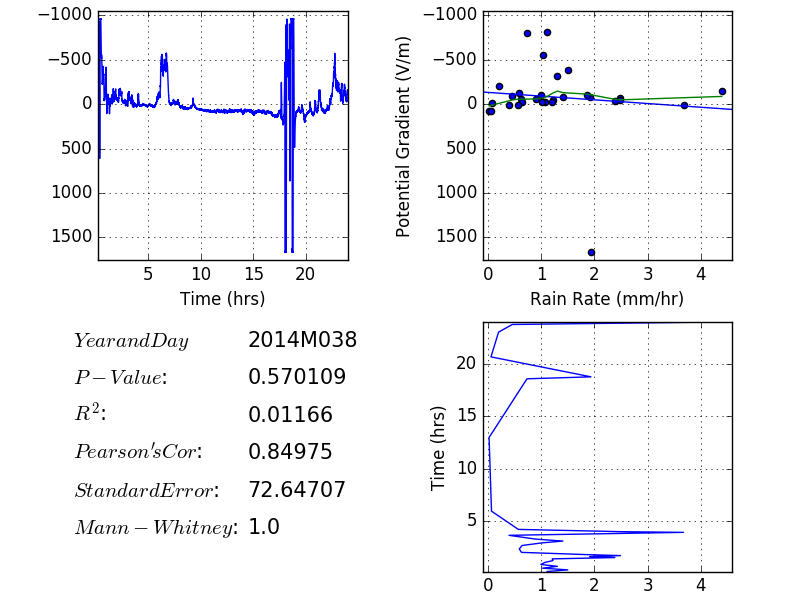 −1000
−500
0
500
1000
1500
5 10 15 20
Time (hrs)
−1000
−500
0
500
1000
1500
Potential Gradient (V/m)
0 1 2 3 4
Rain Rate (mm/hr)
YearandDay 2014M038
P − Value: 0.570109
R²: 0.01166
Pearson'sCor: 0.84975
StandardError: 72.64707
Mann − Whitney: 1.0
20
15
10
5
Time (hrs)
0 1 2 3 4